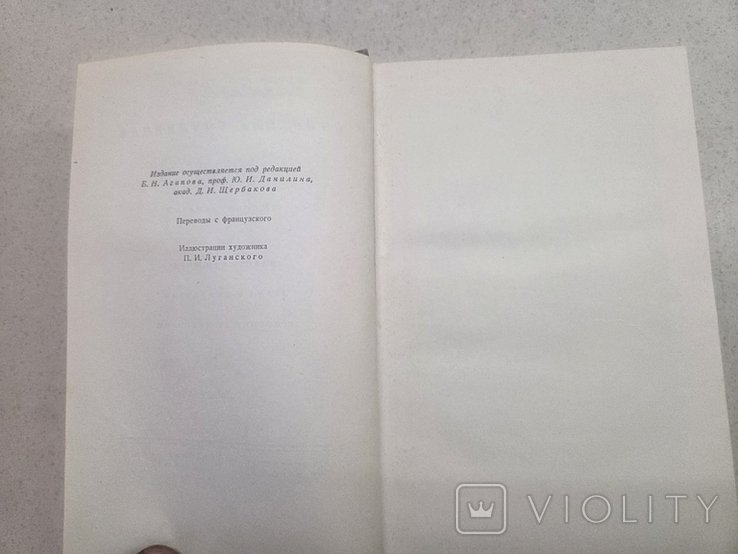 Издание осуществляется под редакцией
Б. Н. Агапова, проф. Ю. И. Данилина,
акад. Д. И. Щербакова
Переводы с французского
Иллюстрации художника
П. И. Луганского
VIOLITY